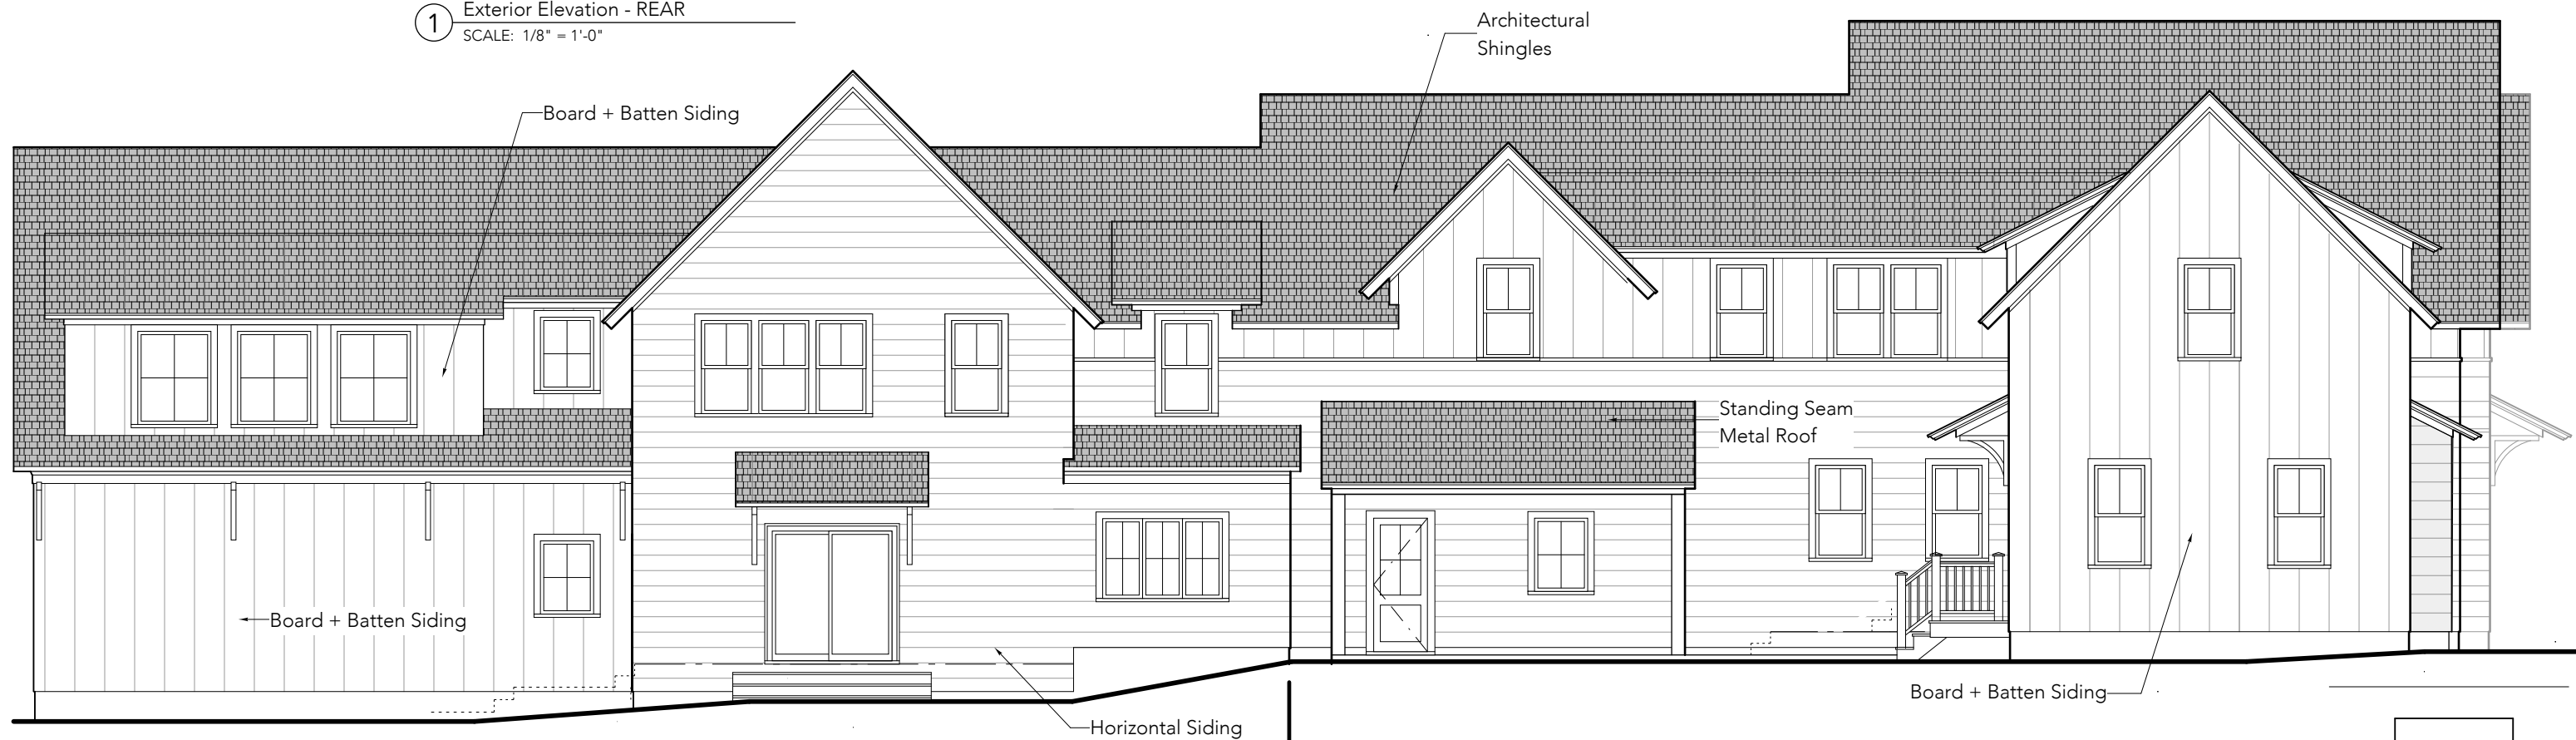 1
Exterior Elevation - REAR
SCALE: 1/8" = 1'-0"
Architectural
Shingles
Board + Batten Siding
Standing Seam
Metal Roof
Board + Batten Siding
Board + Batten Siding
Horizontal Siding